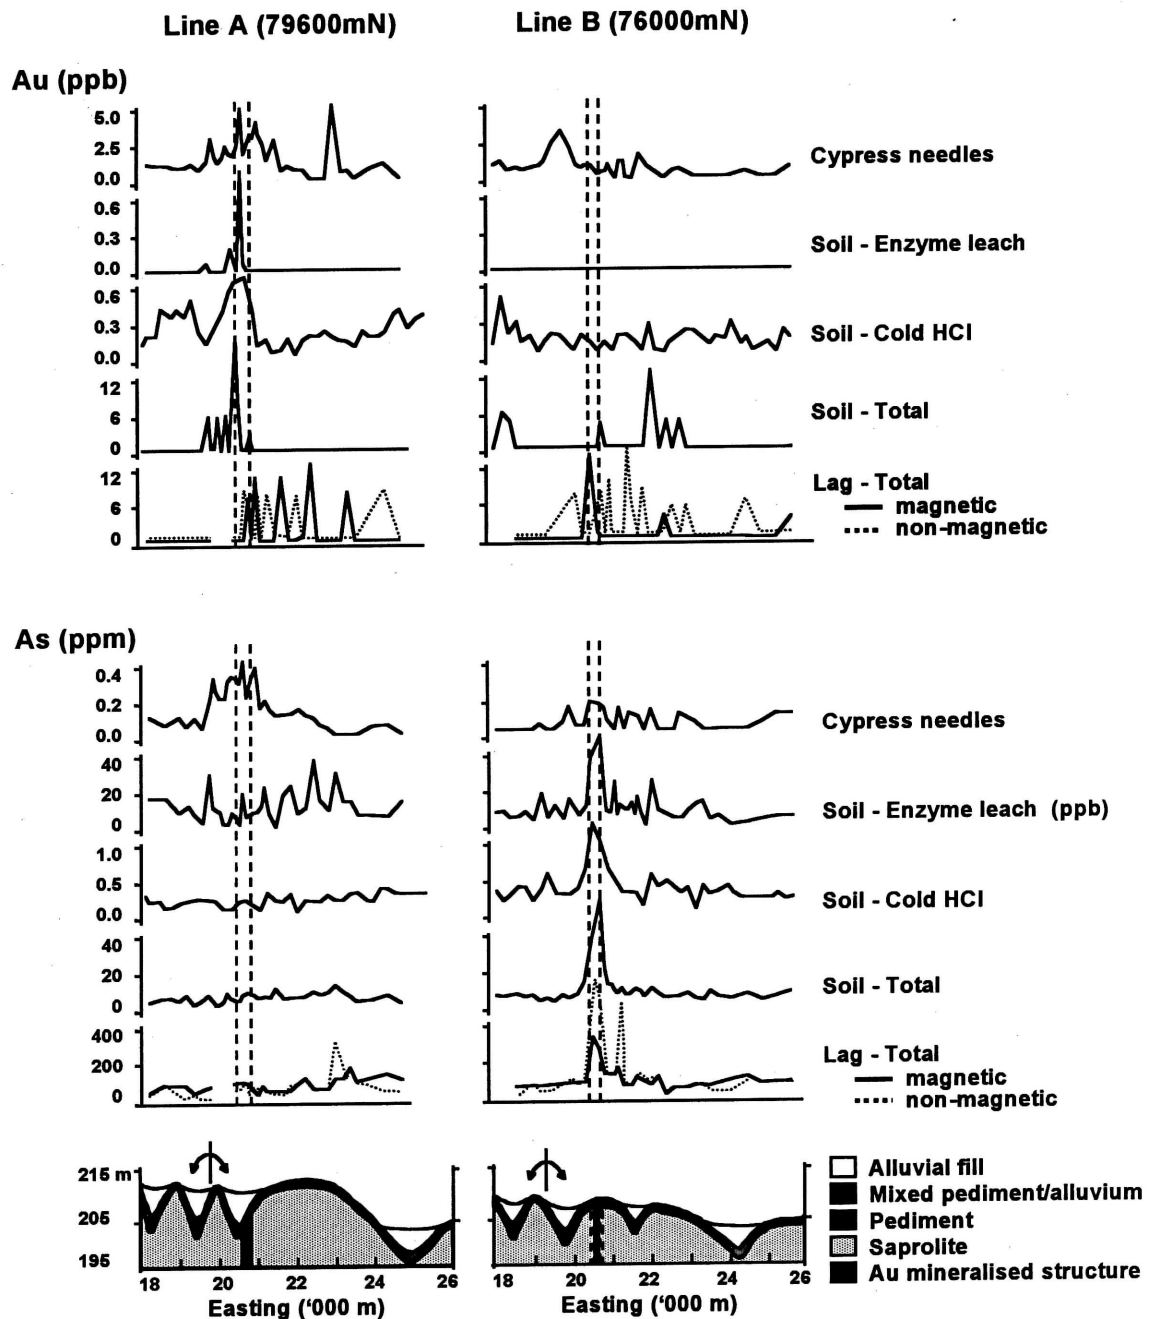 Line A (79600mN)
Line B (76000mN)
Au (ppb)
5.0
2.5
0.0
Cypress needles
0.6
0.3
0.0
Soil - Enzyme leach
0.6
0.3
0.0
Soil - Cold HCl
12
6
0
Soil - Total
12
6
0
Lag - Total
magnetic
non-magnetic
As (ppm)
0.4
0.2
0.0
Cypress needles
40
20
0
Soil - Enzyme leach (ppb)
1.0
0.5
0.0
Soil - Cold HCl
40
20
0
Soil - Total
400
200
0
Lag - Total
magnetic
non-magnetic
215 m
205
195
18 20 22 24 26
Easting ('000 m)
18 20 22 24 26
Easting ('000 m)
Alluvial fill
Mixed pediment/alluvium
Pediment
Saprolite
Au mineralised structure